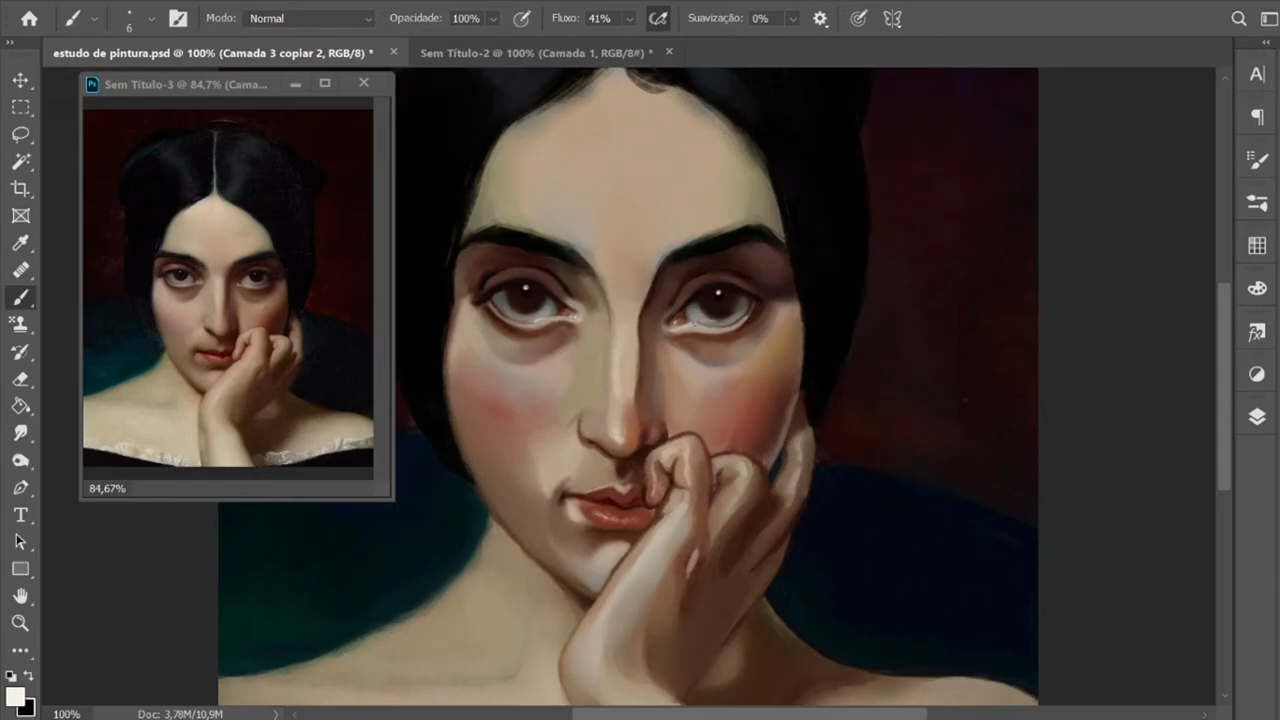 6 Modo: Normal Opacidade: 100% Fluxo: 41% Suavização: 0%
estudo de pintura.psd @ 100% (Camada 3 copiar 2, RGB/8) * Sem Título-2 @ 100% (Camada 1, RGB/8#) *
Ps Sem Título-3 @ 84,7% (Cama...
84,67%
100% Doc: 3,78M/10,9M